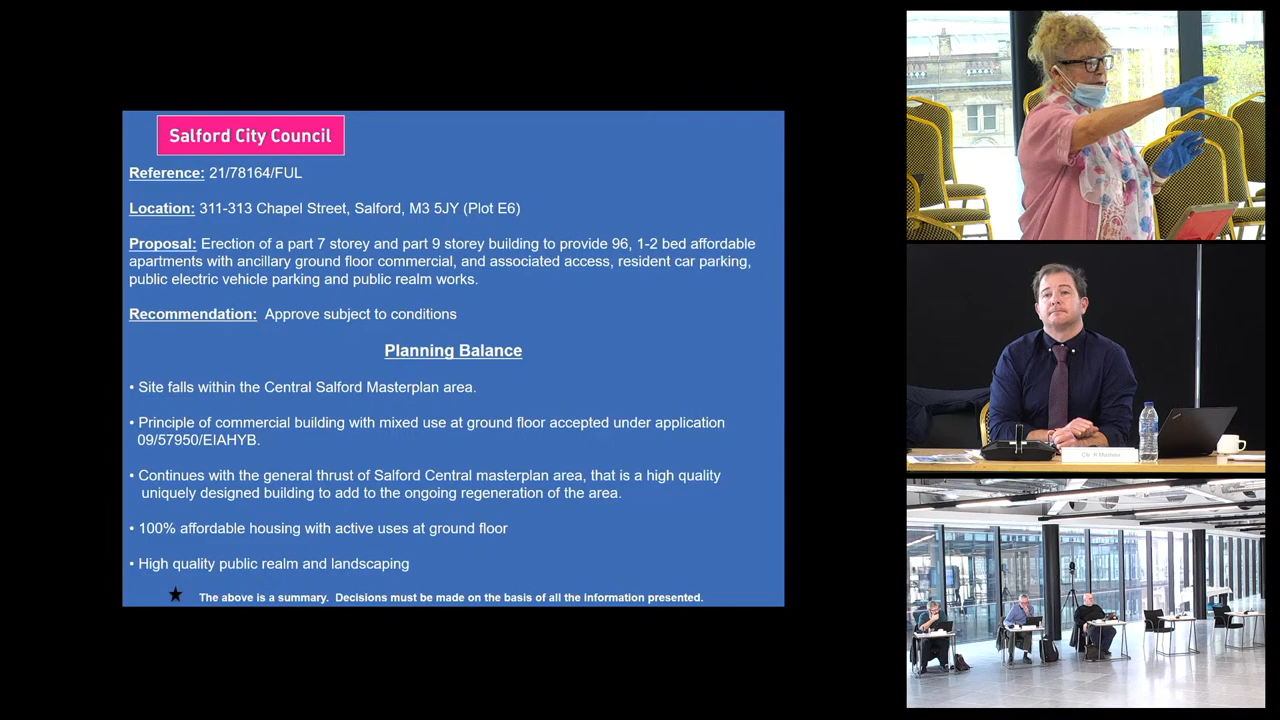 Salford City Council
Reference: 21/78164/FUL
Location: 311-313 Chapel Street, Salford, M3 5JY (Plot E6)
Proposal: Erection of a part 7 storey and part 9 storey building to provide 96, 1-2 bed affordable
apartments with ancillary ground floor commercial, and associated access, resident car parking,
public electric vehicle parking and public realm works.
Recommendation: Approve subject to conditions
Planning Balance
• Site falls within the Central Salford Masterplan area.
• Principle of commercial building with mixed use at ground floor accepted under application
09/57950/EIAHYB.
• Continues with the general thrust of Salford Central masterplan area, that is a high quality
uniquely designed building to add to the ongoing regeneration of the area.
• 100% affordable housing with active uses at ground floor
• High quality public realm and landscaping
★ The above is a summary. Decisions must be made on the basis of all the information presented.